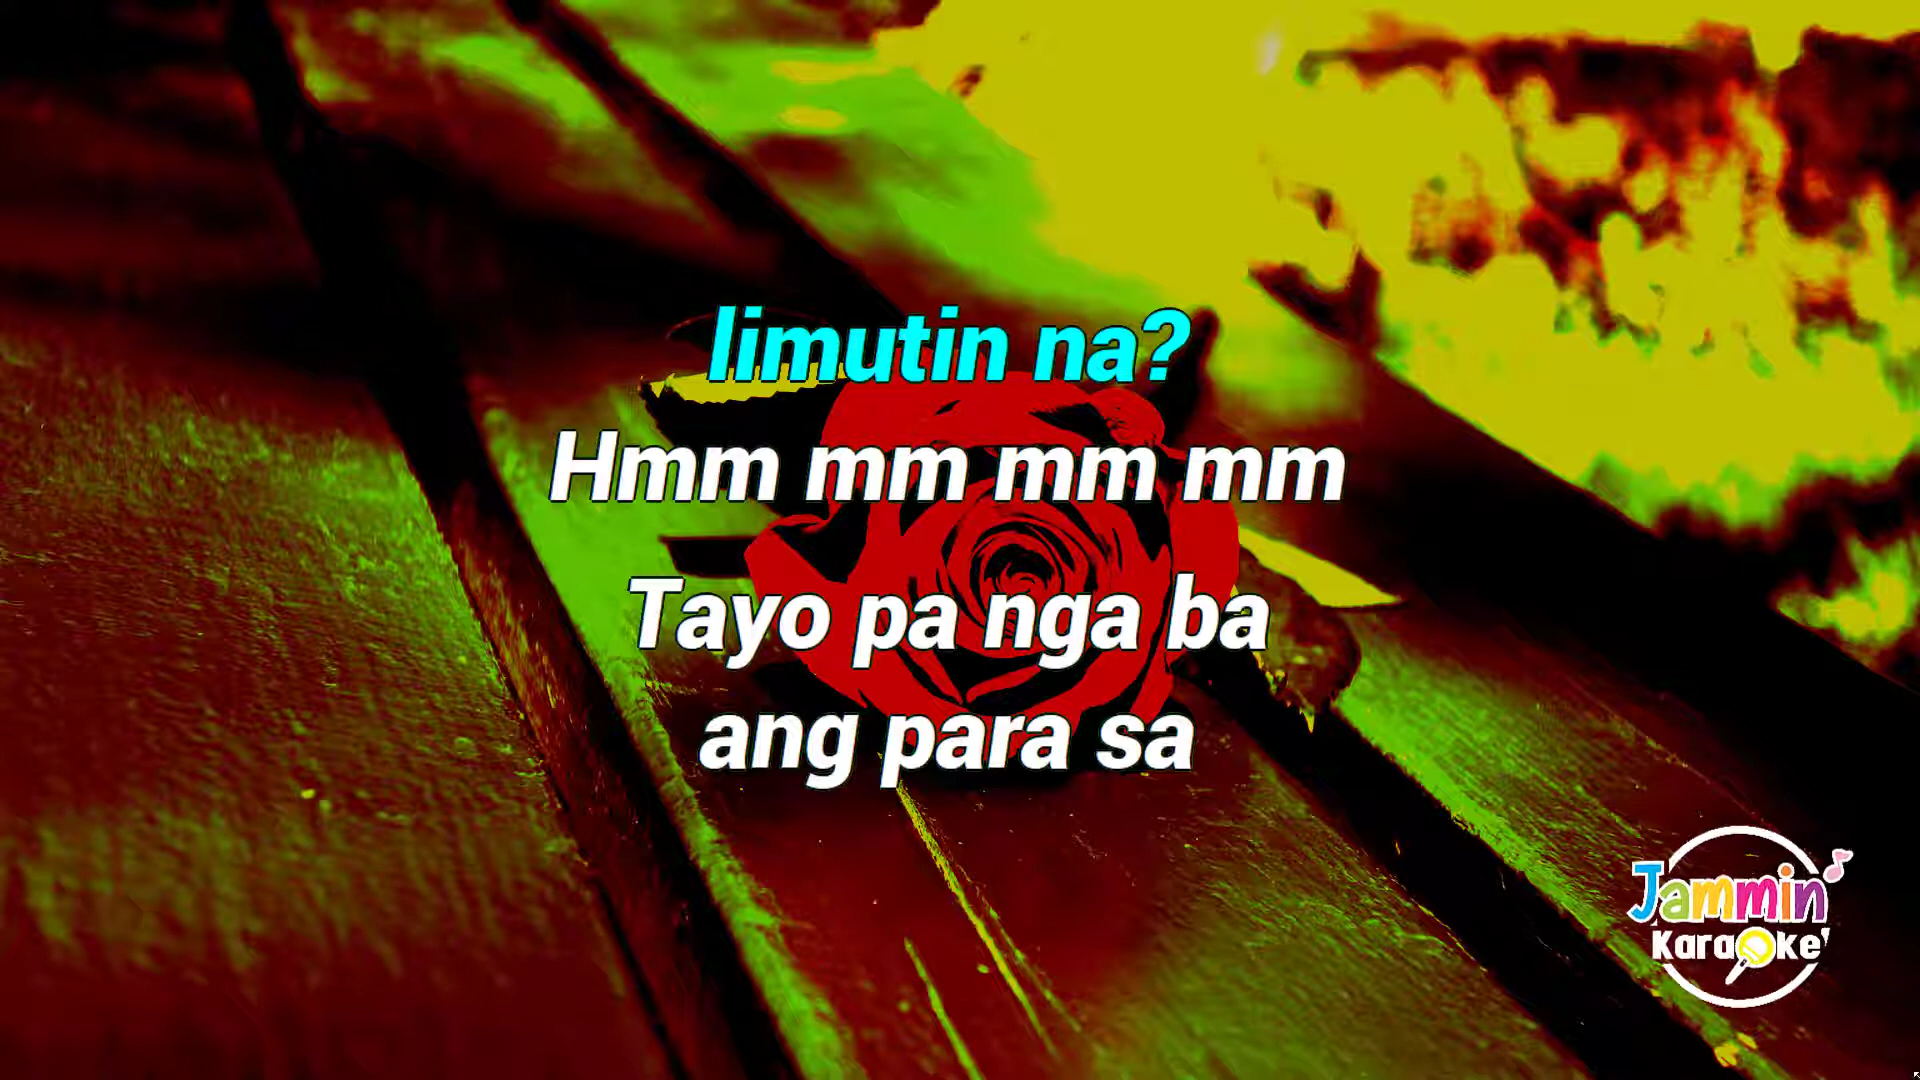 limutin na?
Hmm mm mm mm
Tayo pa nga ba
ang para sa
Jammin'
Karaoke